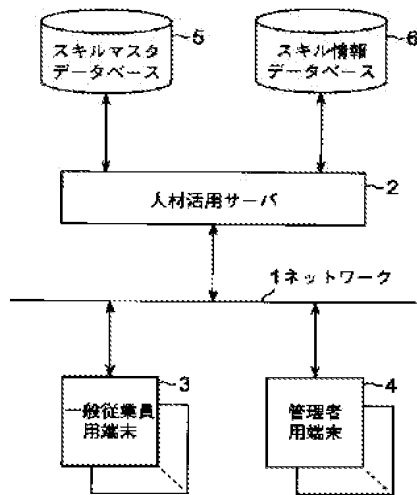 スキルマスタ
データベース
5
スキル情報
データベース
6
人材活用サーバ
2
1 ネットワーク
一般従業員
用端末
3
管理者
用端末
4